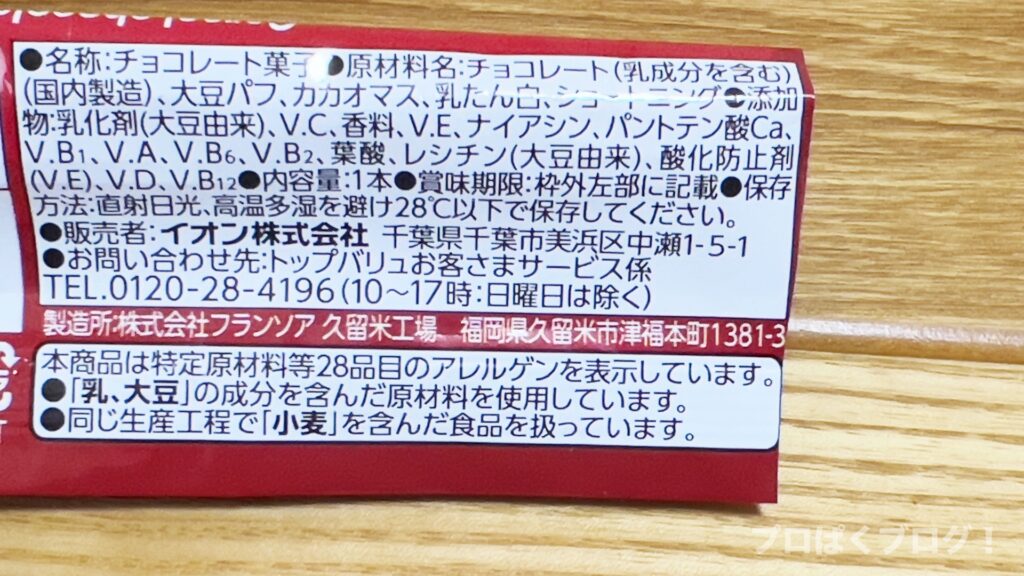 ●名称:チョコレート菓子●原材料名:チョコレート(乳成分を含む)
(国内製造)、大豆パフ、カカオマス、乳たん白、ショートニング●添加
物:乳化剤(大豆由来)、V.C、香料、V.E、ナイアシン、パントテン酸Ca、
V.B1、V.A、V.B6、V.B2、葉酸、レシチン(大豆由来)、酸化防止剤
(V.E)、V.D、V.B12●内容量:1本●賞味期限:枠外左部に記載●保存
方法:直射日光、高温多湿を避け28℃以下で保存してください。
●販売者:イオン株式会社 千葉県千葉市美浜区中瀬1-5-1
●お問い合わせ先:トップバリュお客さまサービス係
TEL.0120-28-4196(10〜17時:日曜日は除く)
製造所:株式会社フランソア 久留米工場 福岡県久留米市津福本町1381-3
本商品は特定原材料等28品目のアレルゲンを表示しています。
●「乳、大豆」の成分を含んだ原材料を使用しています。
●同じ生産工程で「小麦」を含んだ食品を扱っています。
プロぱくブログ！